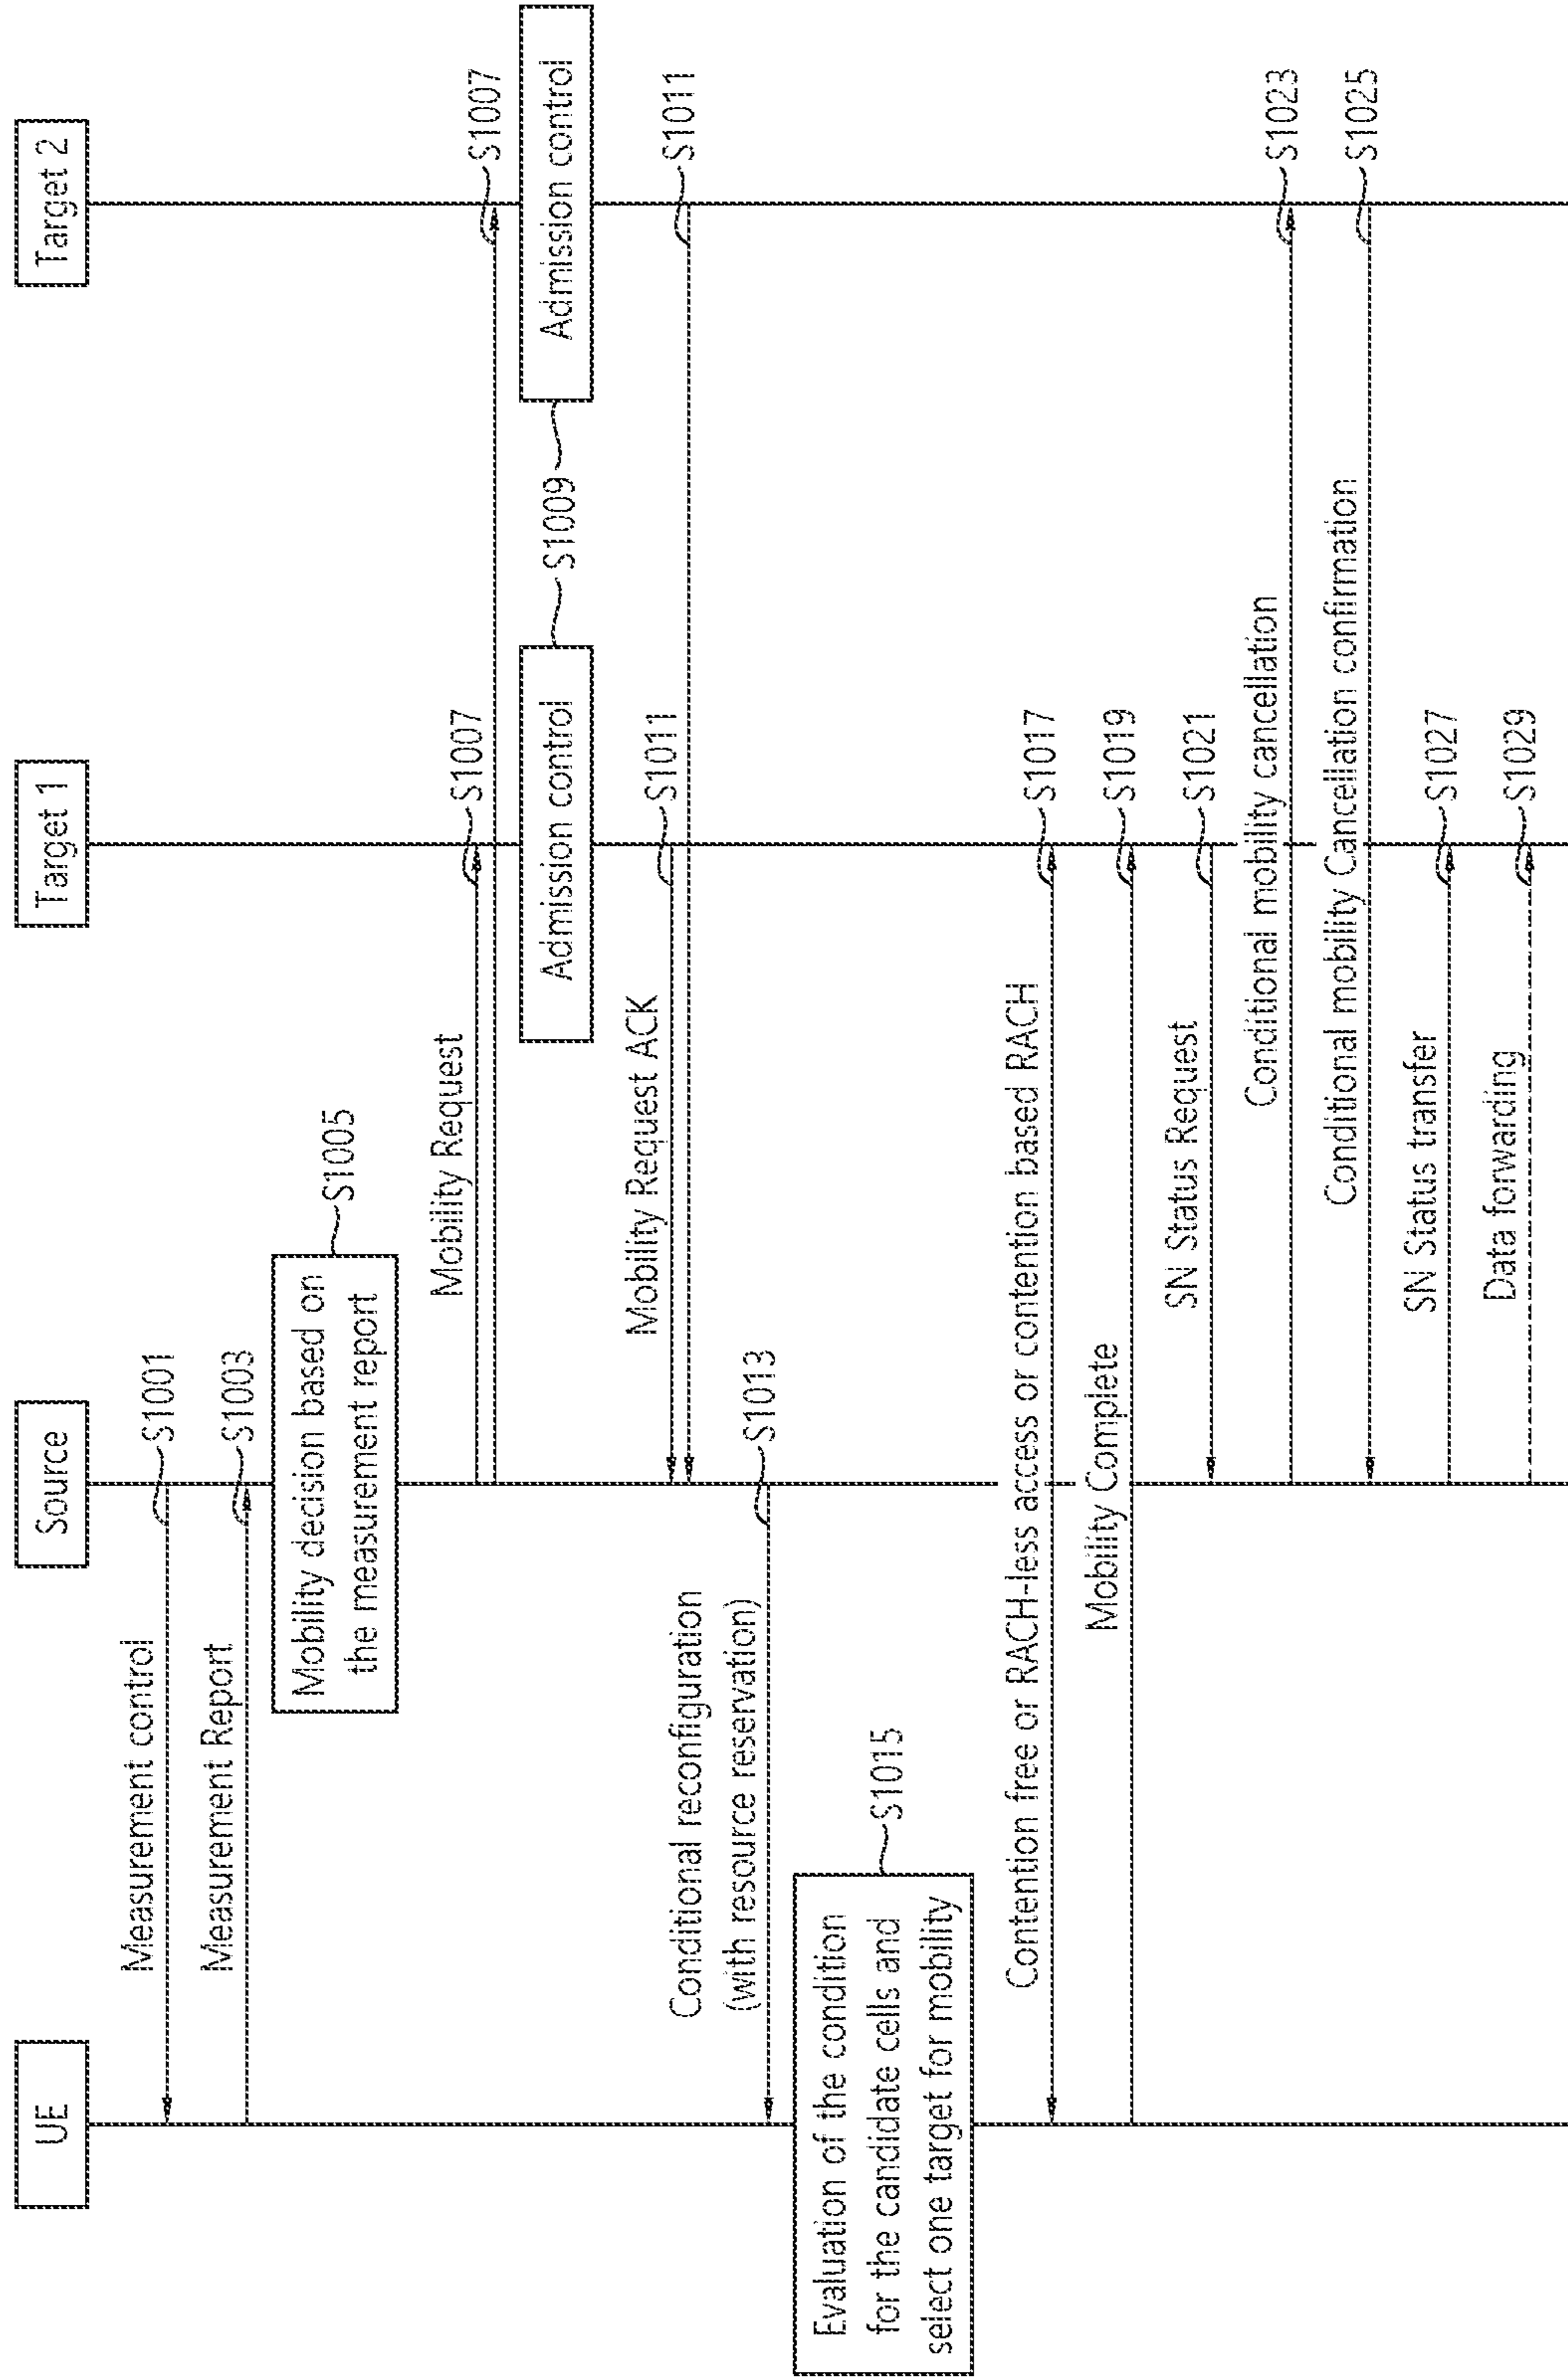 UE
Source
Target 1
Target 2
Measurement control
S1001
Measurement Report
S1003
Mobility decision based on
the measurement report
S1005
Mobility Request
S1007
S1007
Admission control
S1009
Admission control
Mobility Request ACK
S1011
S1011
Conditional reconfiguration
(with resource reservation)
S1013
Evaluation of the condition
for the candidate cells and
select one target for mobility
S1015
Contention free or RACH-less access or contention based RACH
S1017
Mobility Complete
S1019
SN Status Request
S1021
Conditional mobility cancellation
S1023
Conditional mobility Cancellation confirmation
S1025
SN Status transfer
S1027
Data forwarding
S1029